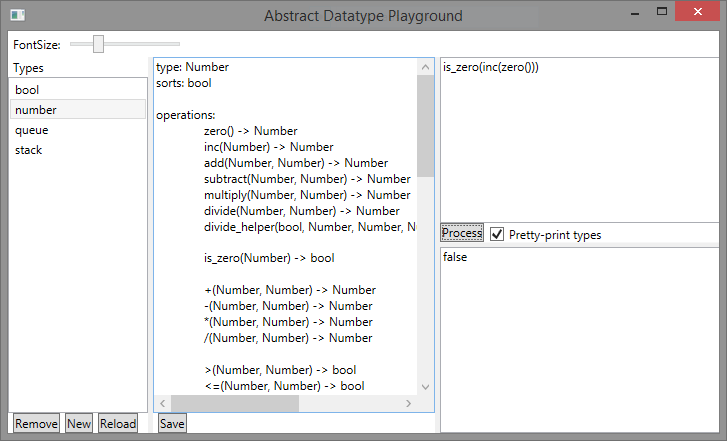 Abstract Datatype Playground
FontSize:
Types
bool
number
queue
stack
Remove New Reload
type: Number
sorts: bool
operations:
zero() -> Number
inc(Number) -> Number
add(Number, Number) -> Number
subtract(Number, Number) -> Number
multiply(Number, Number) -> Number
divide(Number, Number) -> Number
divide_helper(bool, Number, Number, N
is_zero(Number) -> bool
+(Number, Number) -> Number
-(Number, Number) -> Number
*(Number, Number) -> Number
/(Number, Number) -> Number
>(Number, Number) -> bool
<=(Number, Number) -> bool
Save
is_zero(inc(zero()))
Process Pretty-print types
false